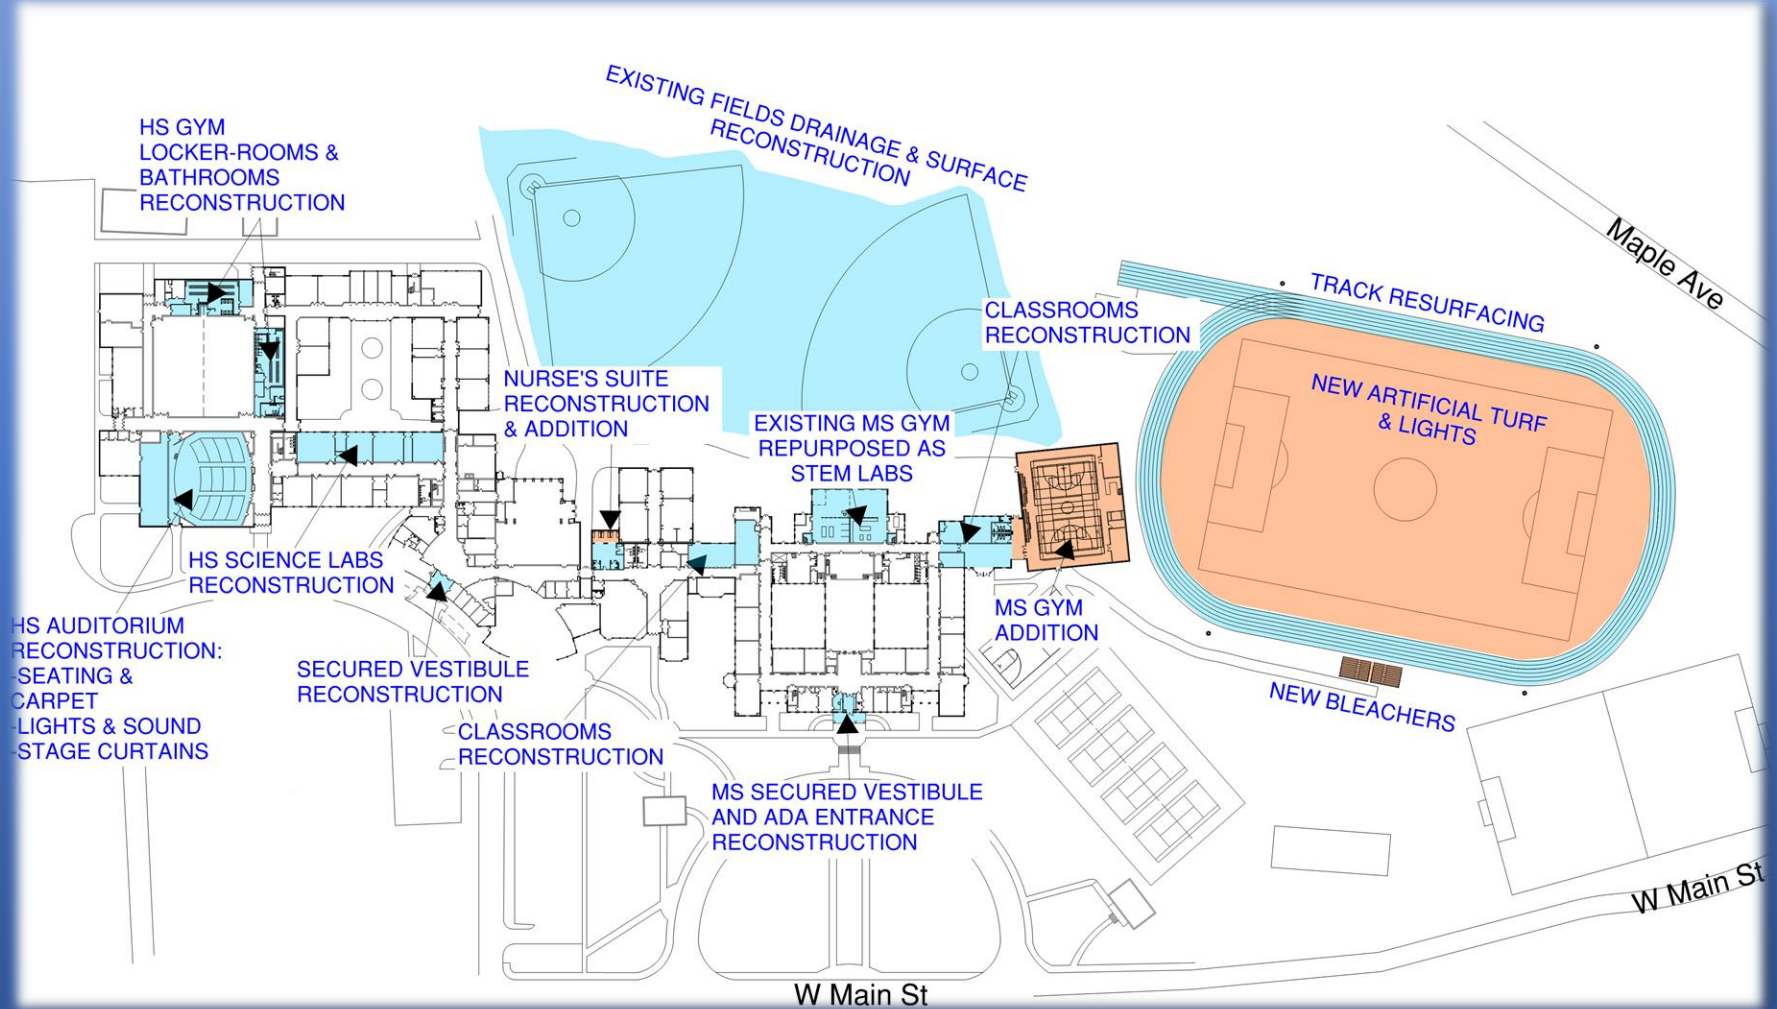 EXISTING FIELDS DRAINAGE & SURFACE
RECONSTRUCTION
HS GYM
LOCKER-ROOMS &
BATHROOMS
RECONSTRUCTION
Maple Ave
TRACK RESURFACING
CLASSROOMS
RECONSTRUCTION
NURSE'S SUITE
RECONSTRUCTION
& ADDITION
NEW ARTIFICIAL TURF
& LIGHTS
EXISTING MS GYM
REPURPOSED AS
STEM LABS
HS SCIENCE LABS
RECONSTRUCTION
MS GYM
ADDITION
HS AUDITORIUM
RECONSTRUCTION:
-SEATING &
CARPET
-LIGHTS & SOUND
-STAGE CURTAINS
SECURED VESTIBULE
RECONSTRUCTION
NEW BLEACHERS
CLASSROOMS
RECONSTRUCTION
MS SECURED VESTIBULE
AND ADA ENTRANCE
RECONSTRUCTION
W Main St
W Main St